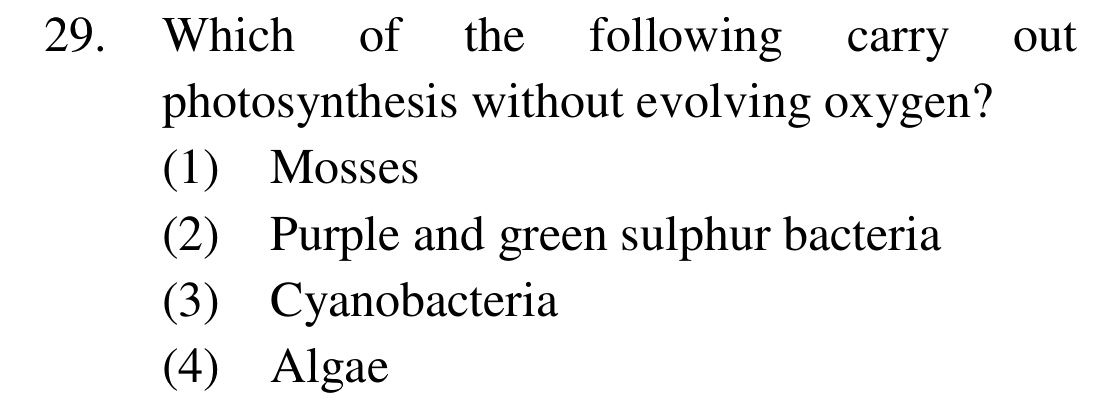 29. Which of the following carry out
photosynthesis without evolving oxygen?
(1) Mosses
(2) Purple and green sulphur bacteria
(3) Cyanobacteria
(4) Algae